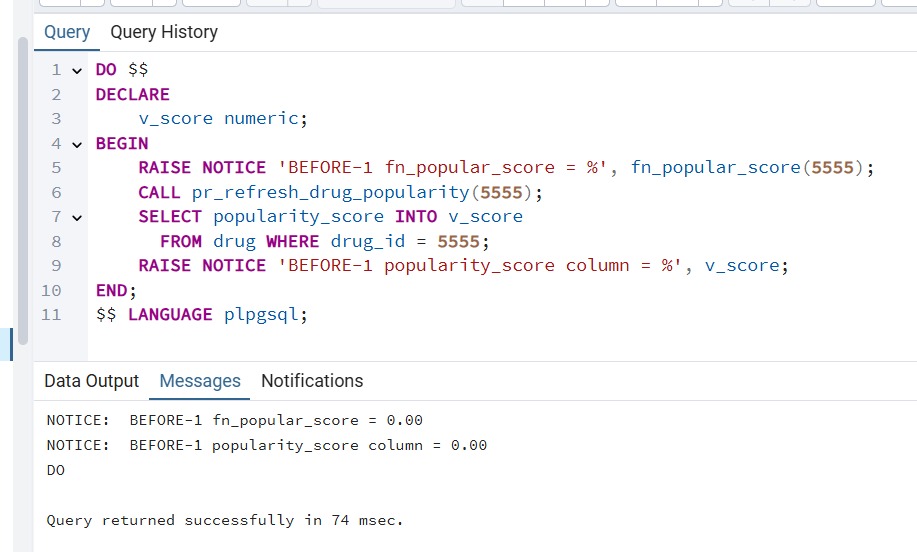 Query Query History
1 DO $$
2 DECLARE
3 v_score numeric;
4 BEGIN
5 RAISE NOTICE 'BEFORE-1 fn_popular_score = %', fn_popular_score(5555);
6 CALL pr_refresh_drug_popularity(5555);
7 SELECT popularity_score INTO v_score
8 FROM drug WHERE drug_id = 5555;
9 RAISE NOTICE 'BEFORE-1 popularity_score column = %', v_score;
10 END;
11 $$ LANGUAGE plpgsql;
Data Output Messages Notifications
NOTICE: BEFORE-1 fn_popular_score = 0.00
NOTICE: BEFORE-1 popularity_score column = 0.00
DO
Query returned successfully in 74 msec.